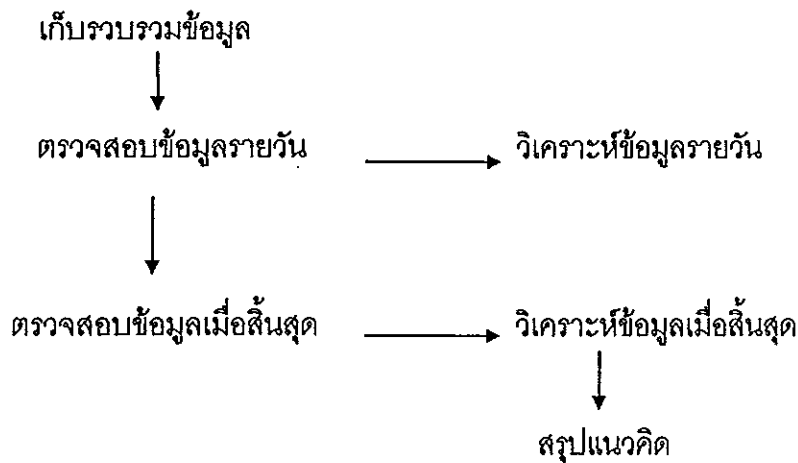 เก็บรวบรวมข้อมูล
ตรวจสอบข้อมูลรายวัน วิเคราะห์ข้อมูลรายวัน
ตรวจสอบข้อมูลเมื่อสิ้นสุด วิเคราะห์ข้อมูลเมื่อสิ้นสุด
สรุปแนวคิด